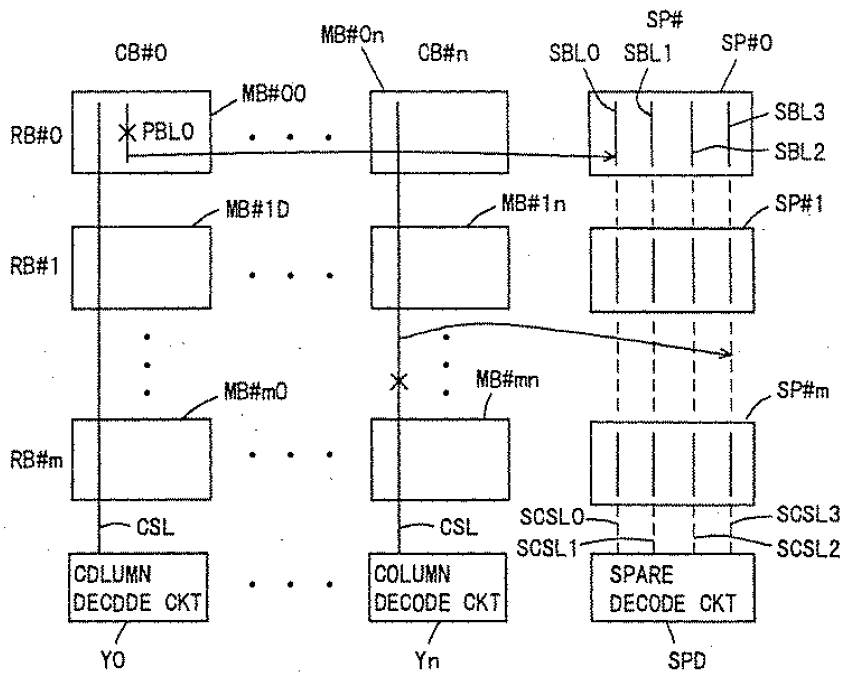 SP#
MB#0n
CB#0
CB#n
SBL0
SBL1
SP#0
MB#00
RB#0
PBL0
SBL3
SBL2
MB#1D
MB#1n
SP#1
RB#1
MB#m0
MB#mn
SP#m
RB#m
CSL
CSL
SCSL0
SCSL3
SCSL1
SCSL2
CDLUMN
DECDDE CKT
COLUMN
DECODE CKT
SPARE
DECODE CKT
Y0
Yn
SPD